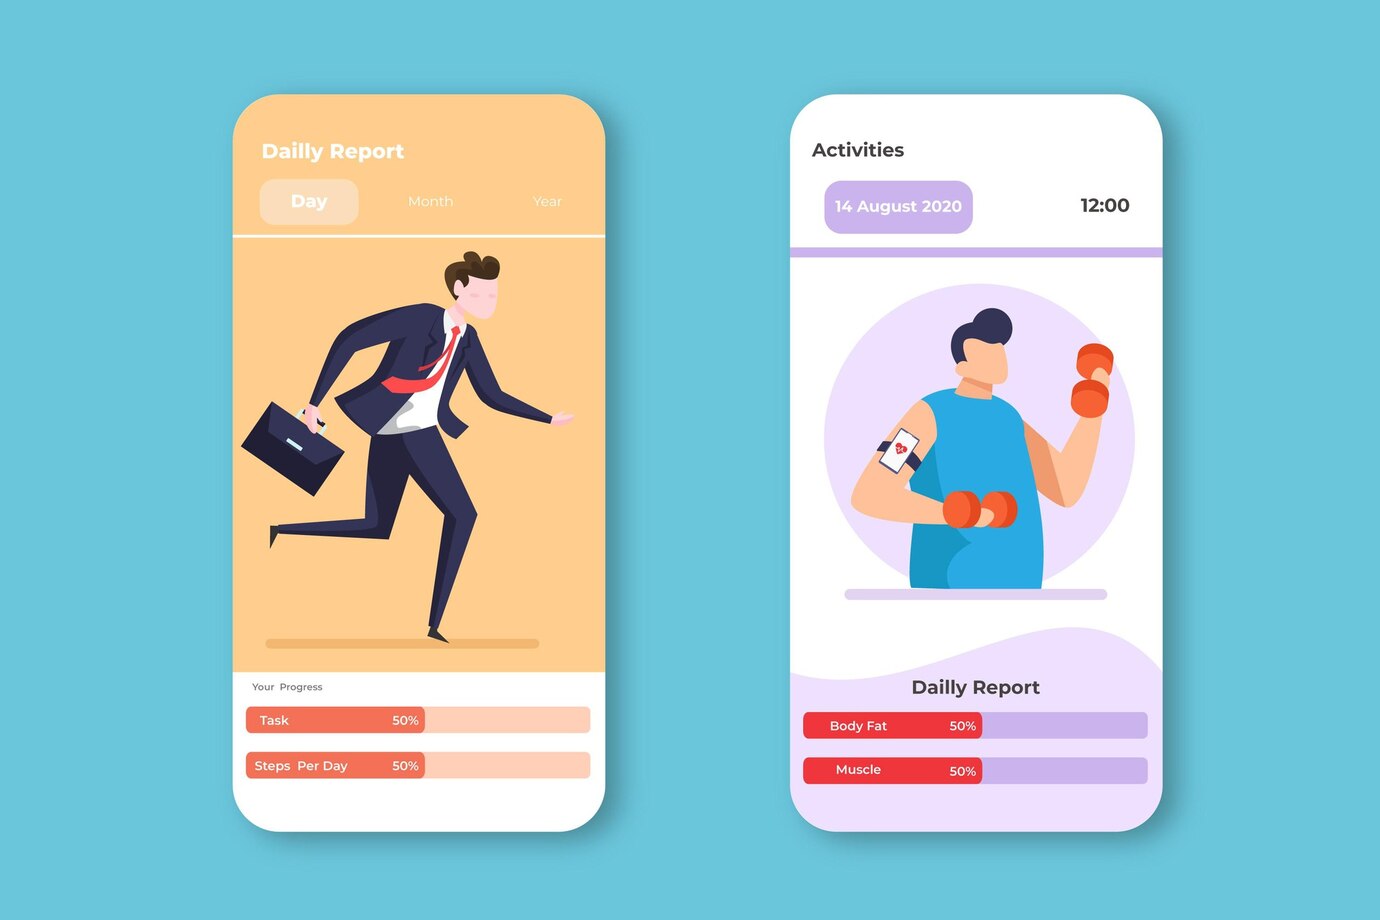 Dailly Report
Day Month Year
Your Progress
Task 50%
Steps Per Day 50%
Activities
14 August 2020 12:00
Dailly Report
Body Fat 50%
Muscle 50%